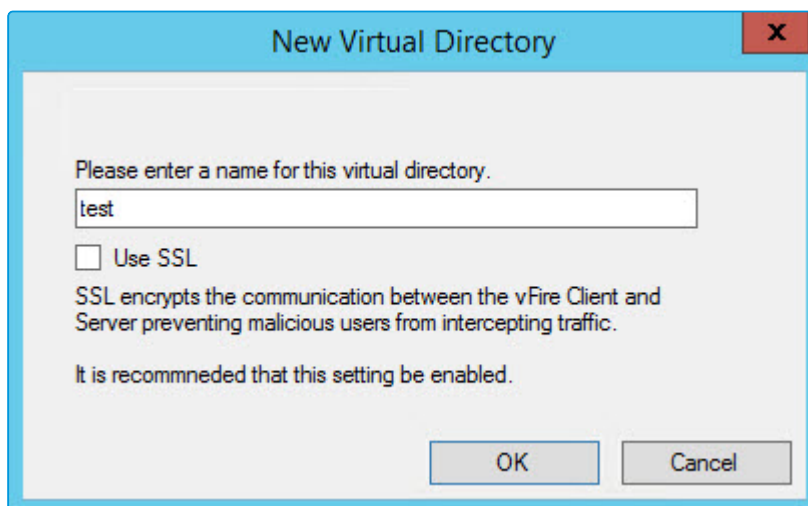 New Virtual Directory
x
Please enter a name for this virtual directory.
test
Use SSL
SSL encrypts the communication between the vFire Client and
Server preventing malicious users from intercepting traffic.
It is recommneded that this setting be enabled.
OK
Cancel